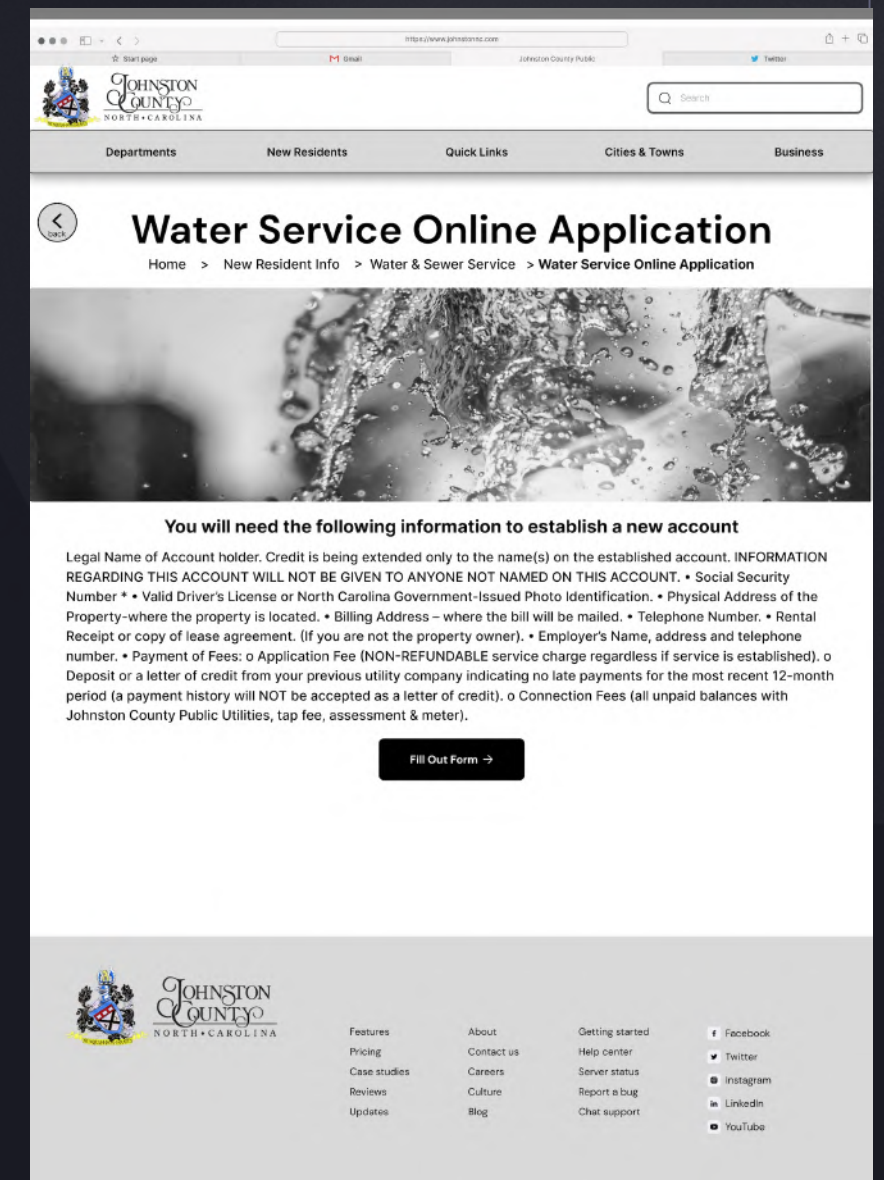 https://www.johnstonnc.com
Start page
Gmail
Johnston County Public
Twitter
JOHNSTON
COUNTY
NORTH•CAROLINA
Search
Departments
New Residents
Quick Links
Cities & Towns
Business
back
Water Service Online Application
Home > New Resident Info > Water & Sewer Service > Water Service Online Application
You will need the following information to establish a new account
Legal Name of Account holder. Credit is being extended only to the name(s) on the established account. INFORMATION
REGARDING THIS ACCOUNT WILL NOT BE GIVEN TO ANYONE NOT NAMED ON THIS ACCOUNT. • Social Security
Number * • Valid Driver's License or North Carolina Government-Issued Photo Identification. • Physical Address of the
Property-where the property is located. • Billing Address – where the bill will be mailed. • Telephone Number. • Rental
Receipt or copy of lease agreement. (If you are not the property owner). • Employer's Name, address and telephone
number. • Payment of Fees: o Application Fee (NON-REFUNDABLE service charge regardless if service is established). o
Deposit or a letter of credit from your previous utility company indicating no late payments for the most recent 12-month
period (a payment history will NOT be accepted as a letter of credit). o Connection Fees (all unpaid balances with
Johnston County Public Utilities, tap fee, assessment & meter).
Fill Out Form →
JOHNSTON
COUNTY
NORTH•CAROLINA
Features
Pricing
Case studies
Reviews
Updates
About
Contact us
Careers
Culture
Blog
Getting started
Help center
Server status
Report a bug
Chat support
Facebook
Twitter
Instagram
LinkedIn
YouTube